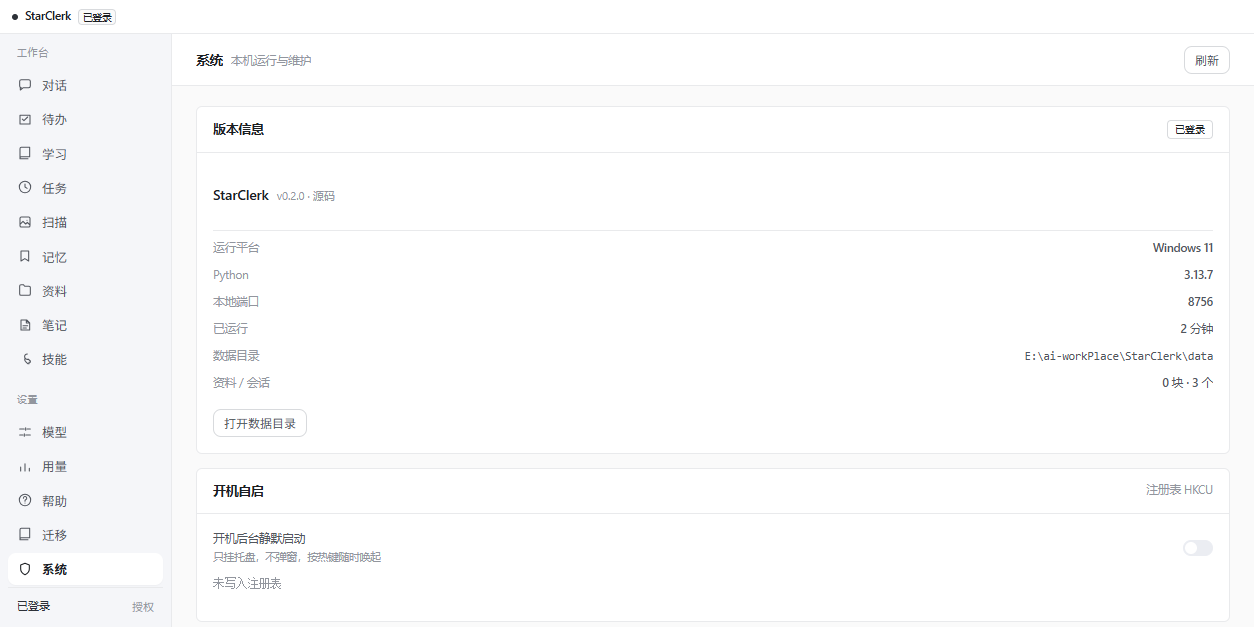 StarClerk 已登录
工作台
对话
待办
学习
任务
扫描
记忆
资料
笔记
技能
设置
模型
用量
帮助
迁移
系统
已登录 授权
系统 本机运行与维护 刷新
版本信息 已登录
StarClerk v0.2.0 · 源码
运行平台 Windows 11
Python 3.13.7
本地端口 8756
已运行 2 分钟
数据目录 E:\ai-workPlace\StarClerk\data
资料 / 会话 0 块 · 3 个
打开数据目录
开机自启 注册表 HKCU
开机后台静默启动
只挂托盘，不弹窗，按热键随时唤起
未写入注册表